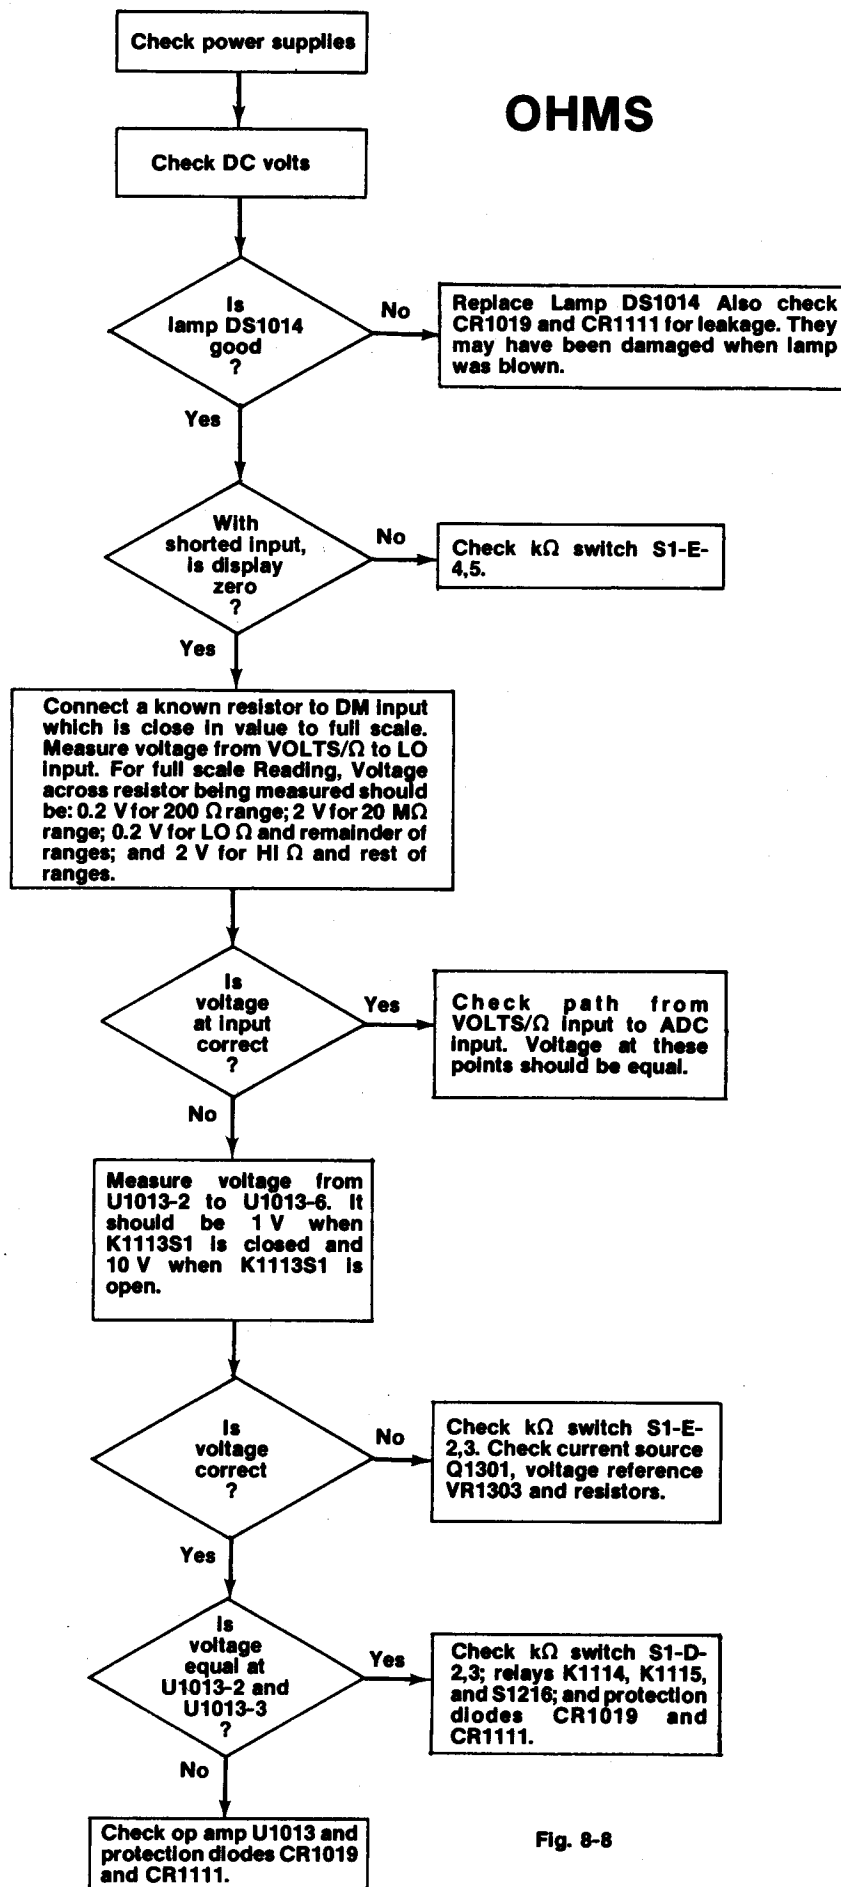 Check power supplies
OHMS
Check DC volts
Is
lamp DS1014
good
?
No
Replace Lamp DS1014 Also check
CR1019 and CR1111 for leakage. They
may have been damaged when lamp
was blown.
Yes
With
shorted input,
is display
zero
?
No
Check kΩ switch S1-E-
4,5.
Yes
Connect a known resistor to DM input
which is close in value to full scale.
Measure voltage from VOLTS/Ω to LO
input. For full scale Reading, Voltage
across resistor being measured should
be: 0.2 V for 200 Ω range; 2 V for 20 MΩ
range; 0.2 V for LO Ω and remainder of
ranges; and 2 V for HI Ω and rest of
ranges.
Is
voltage
at input
correct
?
Yes
Check path from
VOLTS/Ω input to ADC
input. Voltage at these
points should be equal.
No
Measure voltage from
U1013-2 to U1013-6. It
should be 1 V when
K1113S1 is closed and
10 V when K1113S1 is
open.
Is
voltage
correct
?
No
Check kΩ switch S1-E-
2,3. Check current source
Q1301, voltage reference
VR1303 and resistors.
Yes
Is
voltage
equal at
U1013-2 and
U1013-3
?
Yes
Check kΩ switch S1-D-
2,3; relays K1114, K1115,
and S1216; and protection
diodes CR1019 and
CR1111.
No
Check op amp U1013 and
protection diodes CR1019
and CR1111.
Fig. 8-8